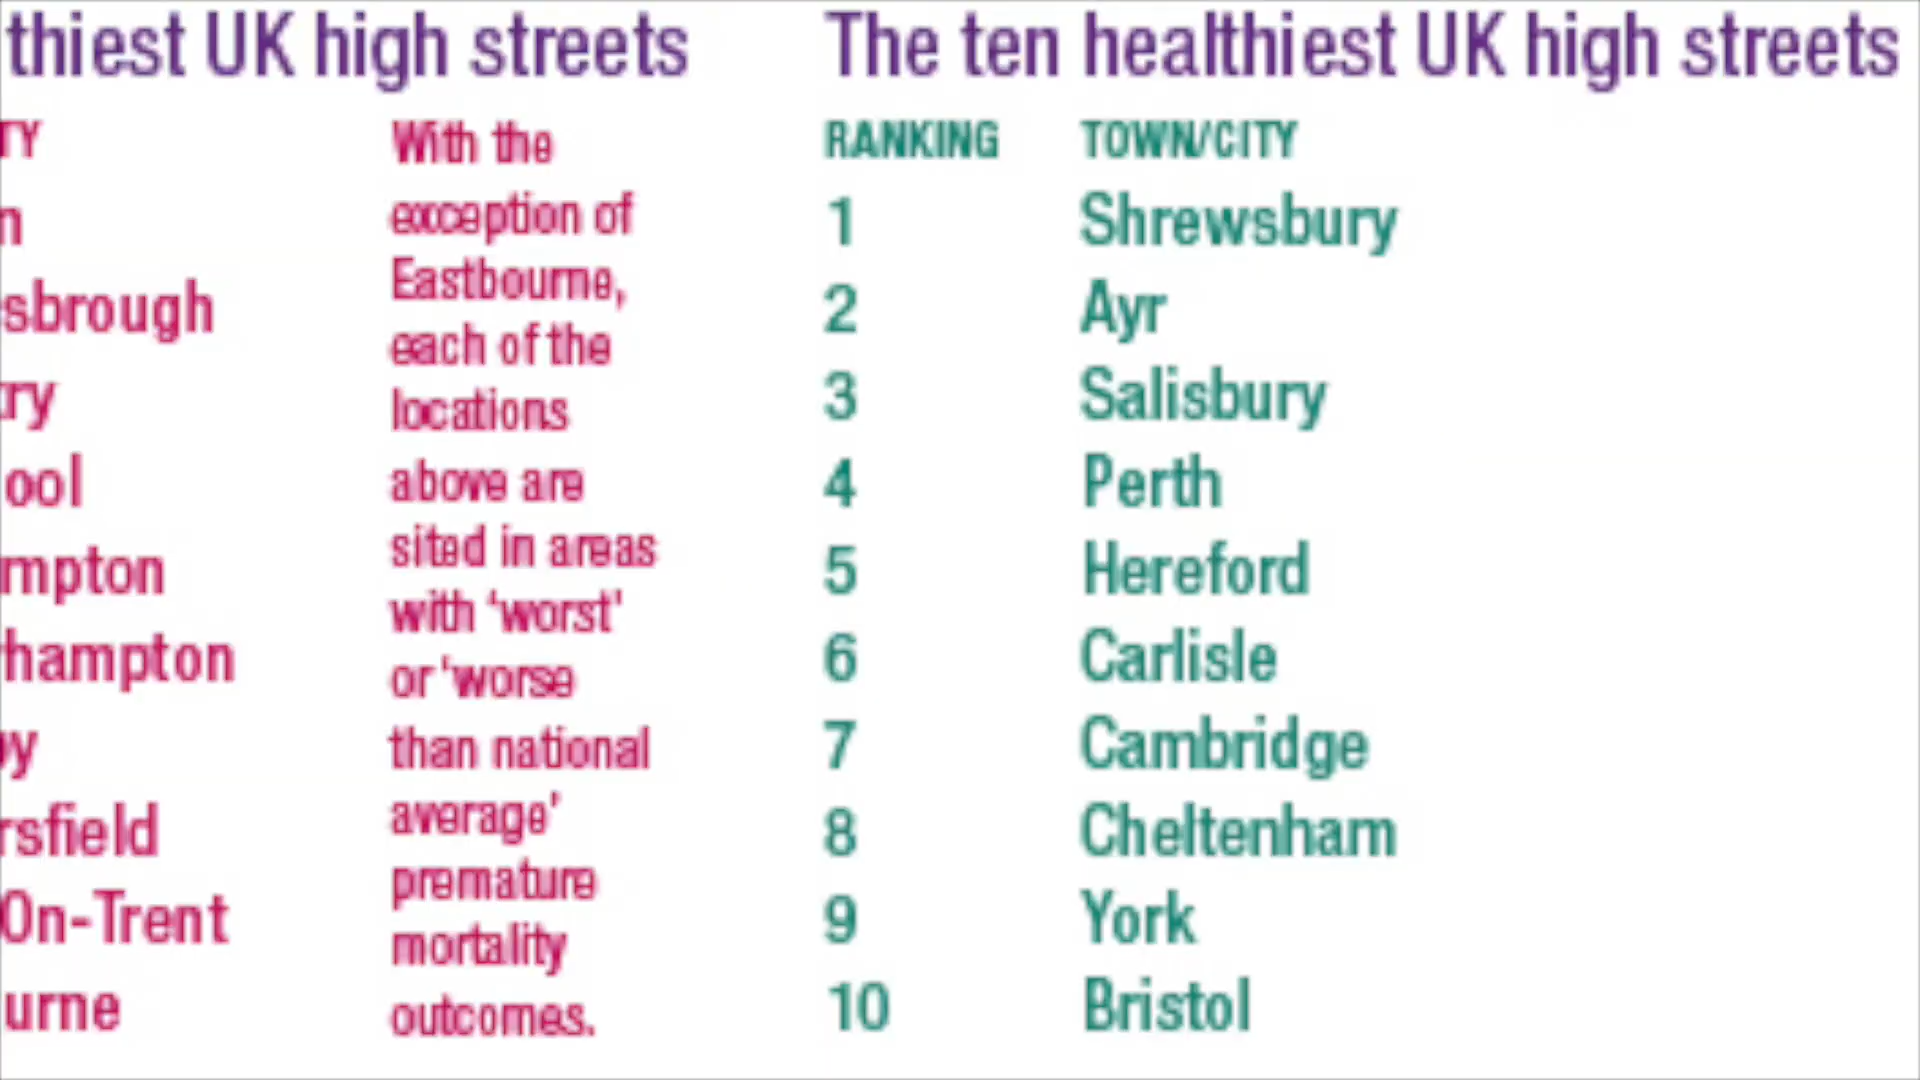 thiest UK high streets
TY
n
sbrough
ry
ool
mpton
hampton
y
rsfield
On-Trent
urne
With the
exception of
Eastbourne,
each of the
locations
above are
sited in areas
with ‘worst'
or 'worse
than national
average’
premature
mortality
outcomes.
The ten healthiest UK high streets
RANKING TOWN/CITY
1 Shrewsbury
2 Ayr
3 Salisbury
4 Perth
5 Hereford
6 Carlisle
7 Cambridge
8 Cheltenham
9 York
10 Bristol